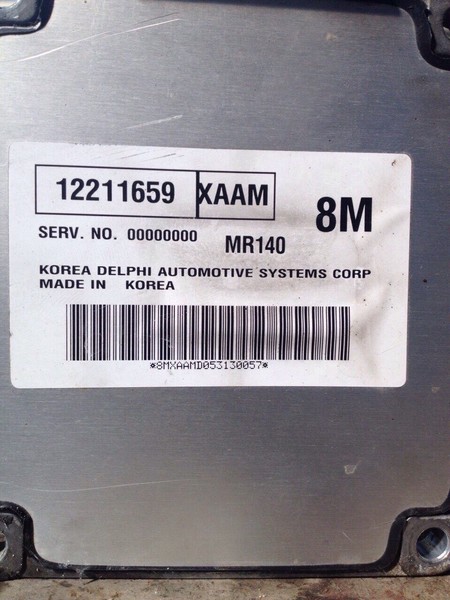 12211659 XAAM 8M
SERV. NO. 00000000 MR140
KOREA DELPHI AUTOMOTIVE SYSTEMS CORP
MADE IN KOREA
*8MXAAMD053130057*